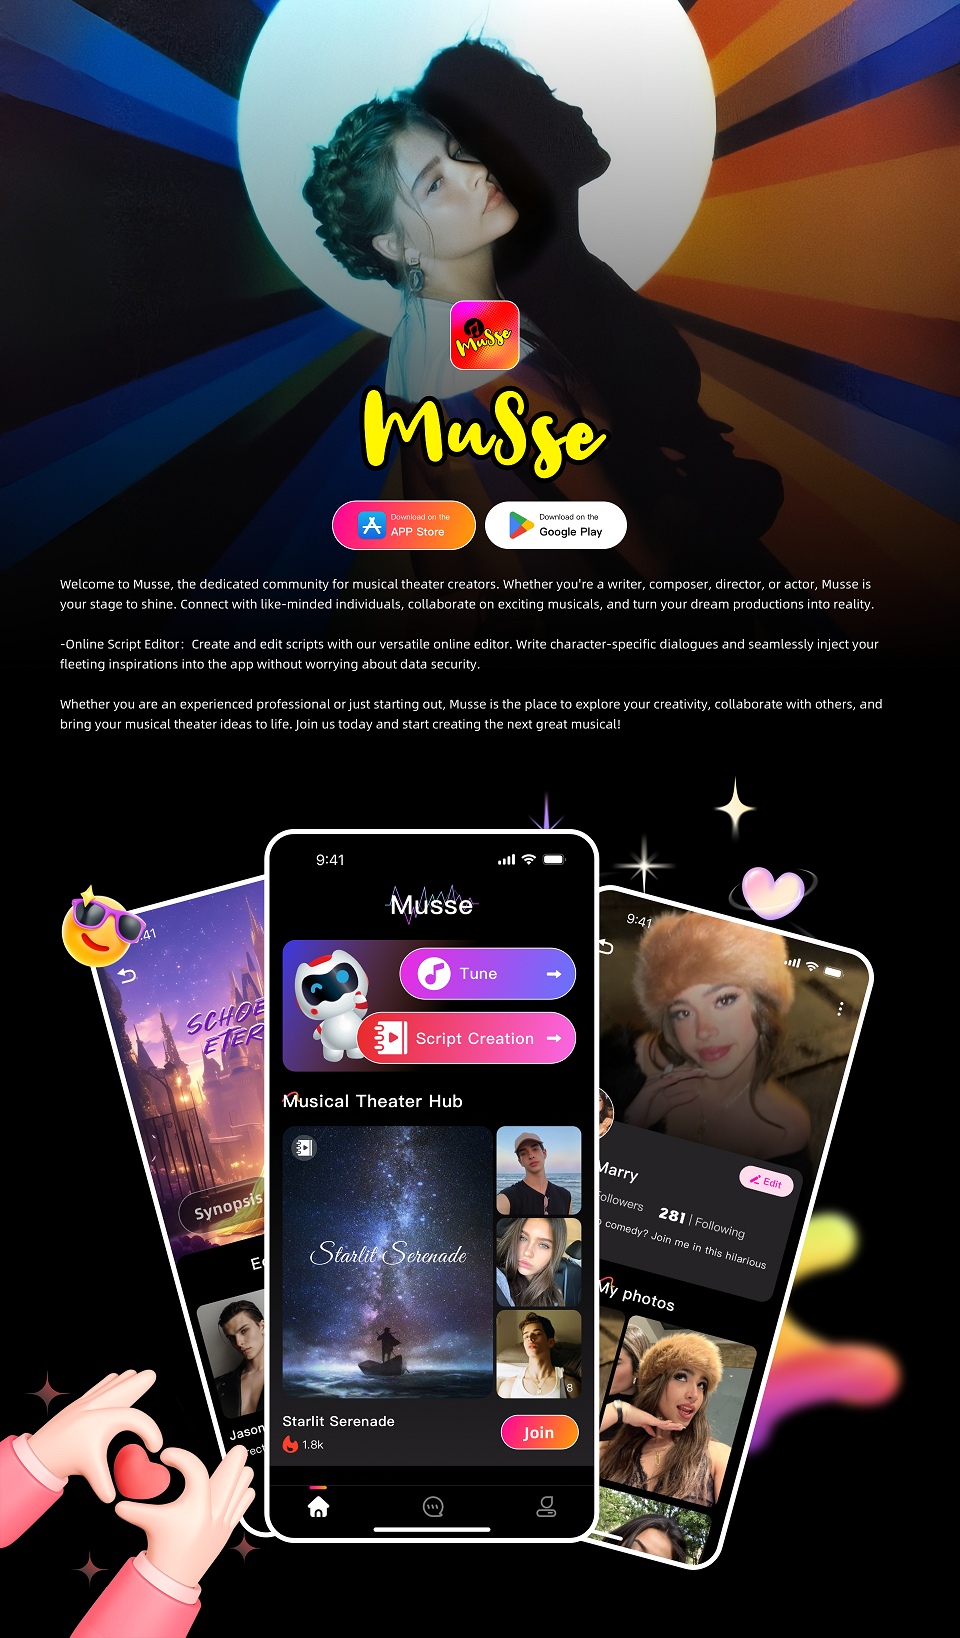 MuSse
MuSse
Download on the
APP Store
Download on the
Google Play
Welcome to Musse, the dedicated community for musical theater creators. Whether you're a writer, composer, director, or actor, Musse is
your stage to shine. Connect with like-minded individuals, collaborate on exciting musicals, and turn your dream productions into reality.
-Online Script Editor: Create and edit scripts with our versatile online editor. Write character-specific dialogues and seamlessly inject your
fleeting inspirations into the app without worrying about data security.
Whether you are an experienced professional or just starting out, Musse is the place to explore your creativity, collaborate with others, and
bring your musical theater ideas to life. Join us today and start creating the next great musical!
:41
SCHOE
ETER
Synopsis
Jason
9:41
Musse
Tune
Script Creation
Musical Theater Hub
Starlit Serenade
8
Starlit Serenade
1.8k
Join
9:41
Marry
Edit
ollowers 281 | Following
comedy? Join me in this hilarious
My photos